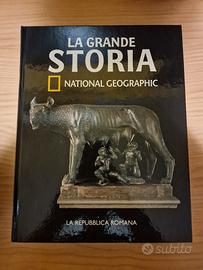 LA GRANDE
STORIA
NATIONAL GEOGRAPHIC
LA REPUBBLICA ROMANA
subito